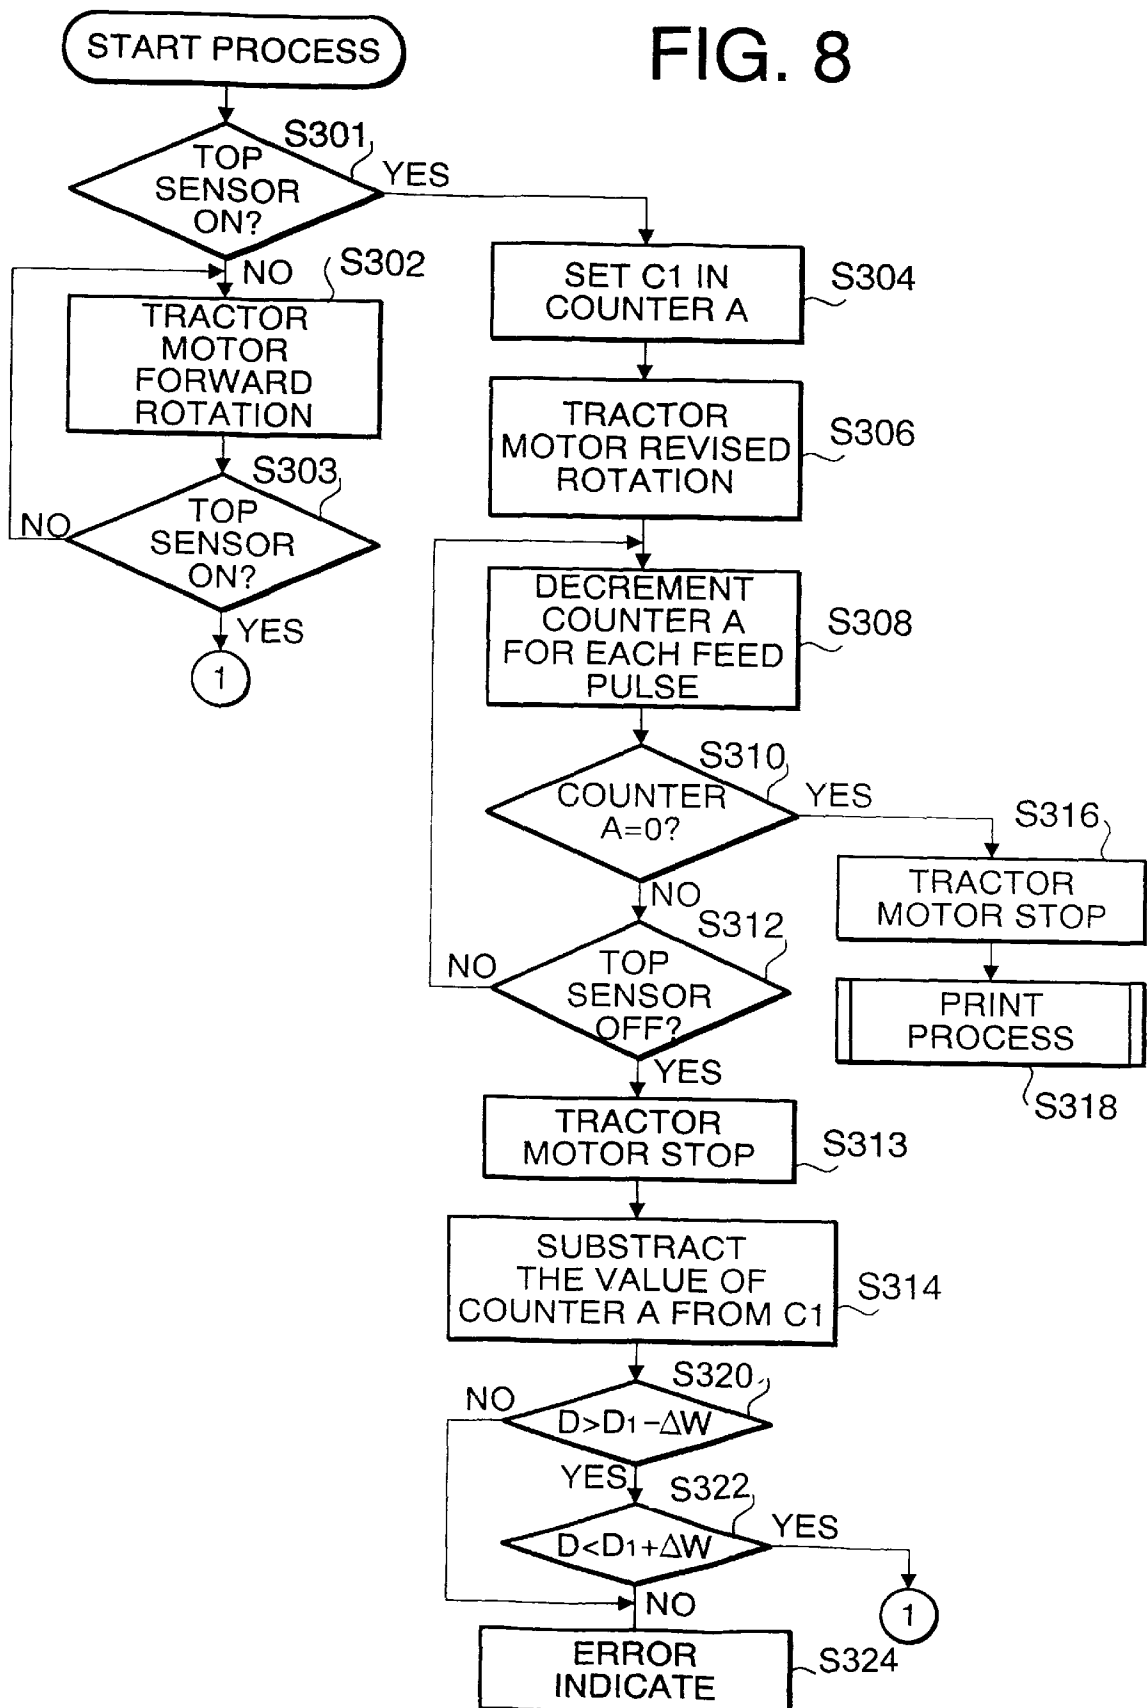 FIG. 8
START PROCESS
S301
TOP
SENSOR
ON?
YES
NO
S302
TRACTOR
MOTOR
FORWARD
ROTATION
S303
TOP
SENSOR
ON?
NO
YES
1
SET C1 IN
COUNTER A
S304
TRACTOR
MOTOR REVISED
ROTATION
S306
DECREMENT
COUNTER A
FOR EACH FEED
PULSE
S308
S310
COUNTER
A=0?
YES
NO
S316
TRACTOR
MOTOR STOP
PRINT
PROCESS
S318
S312
TOP
SENSOR
OFF?
NO
YES
TRACTOR
MOTOR STOP
S313
SUBSTRACT
THE VALUE OF
COUNTER A FROM C1
S314
S320
D>D1-ΔW
NO
YES
S322
D<D1+ΔW
YES
NO
1
ERROR
INDICATE
S324